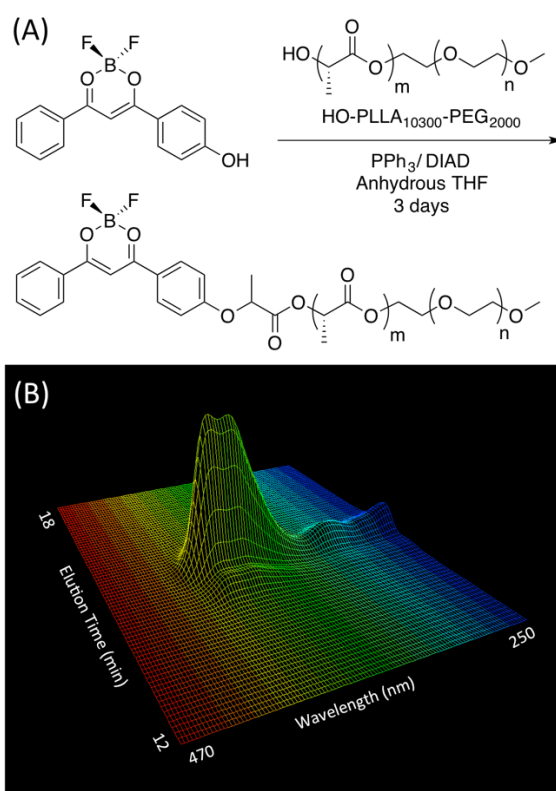 (A)
F
F
B
O
O
OH
HO
O
O
m
O
n
O
HO-PLLA10300-PEG2000
PPh3/ DIAD
Anhydrous THF
3 days
F
F
B
O
O
O
O
O
O
O
m
O
n
O
(B)
18
Elution Time (min)
12
470
Wavelength (nm)
250